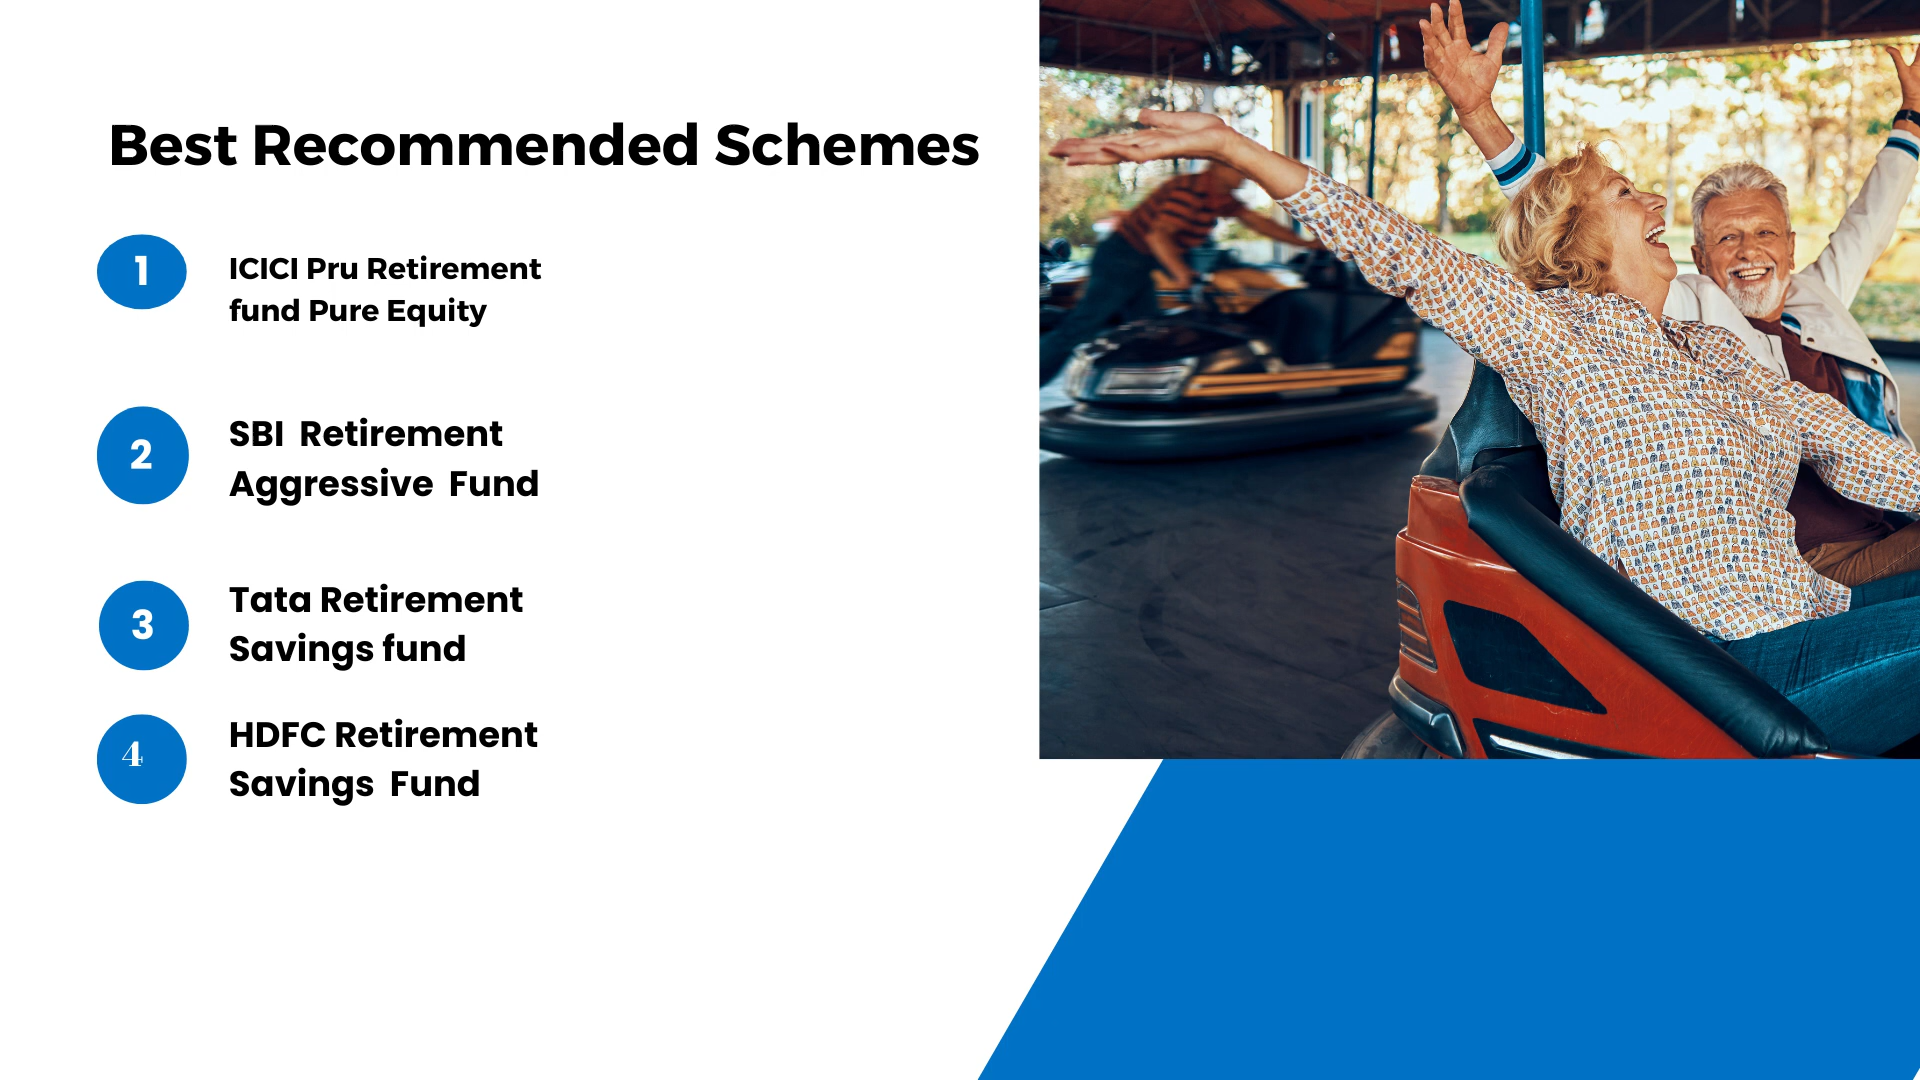 Best Recommended Schemes
1
ICICI Pru Retirement
fund Pure Equity
2
SBI Retirement
Aggressive Fund
3
Tata Retirement
Savings fund
4
HDFC Retirement
Savings Fund